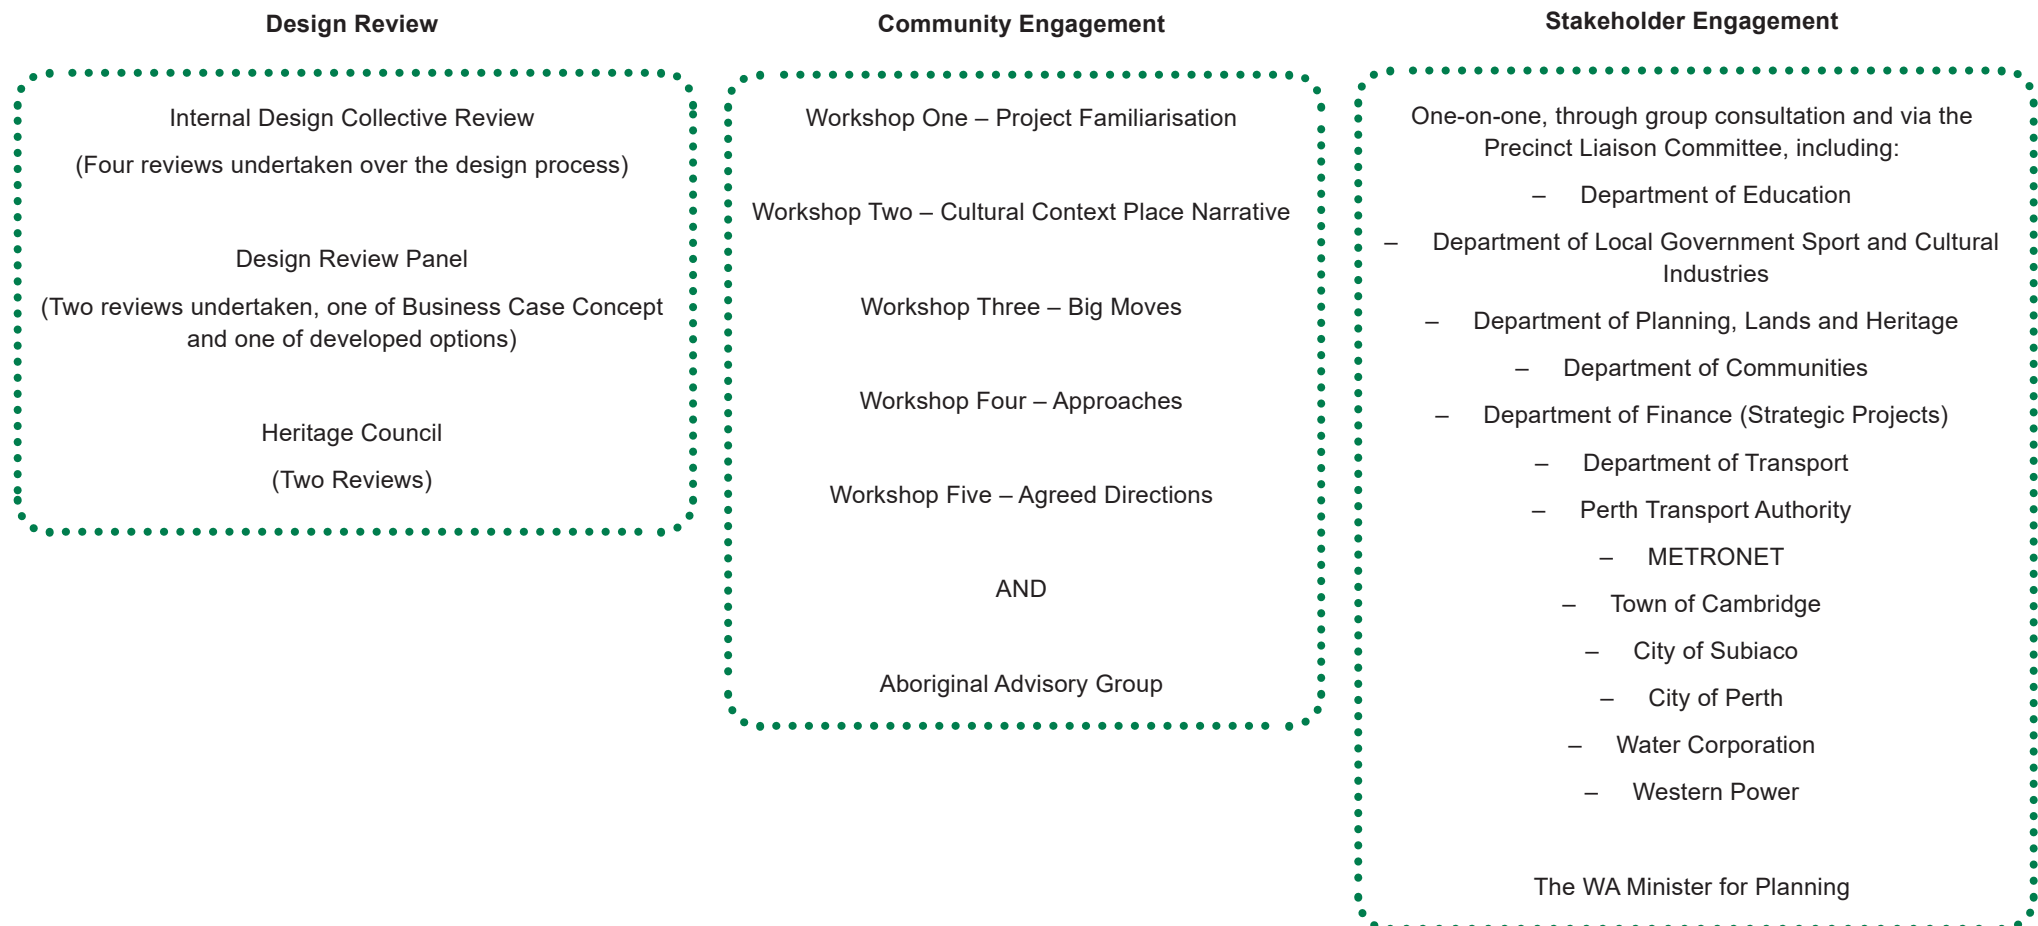 Design Review
Internal Design Collective Review
(Four reviews undertaken over the design process)
Design Review Panel
(Two reviews undertaken, one of Business Case Concept
and one of developed options)
Heritage Council
(Two Reviews)
Community Engagement
Workshop One – Project Familiarisation
Workshop Two – Cultural Context Place Narrative
Workshop Three – Big Moves
Workshop Four – Approaches
Workshop Five – Agreed Directions
AND
Aboriginal Advisory Group
Stakeholder Engagement
One-on-one, through group consultation and via the
Precinct Liaison Committee, including:
– Department of Education
– Department of Local Government Sport and Cultural
Industries
– Department of Planning, Lands and Heritage
– Department of Communities
– Department of Finance (Strategic Projects)
– Department of Transport
– Perth Transport Authority
– METRONET
– Town of Cambridge
– City of Subiaco
– City of Perth
– Water Corporation
– Western Power
The WA Minister for Planning